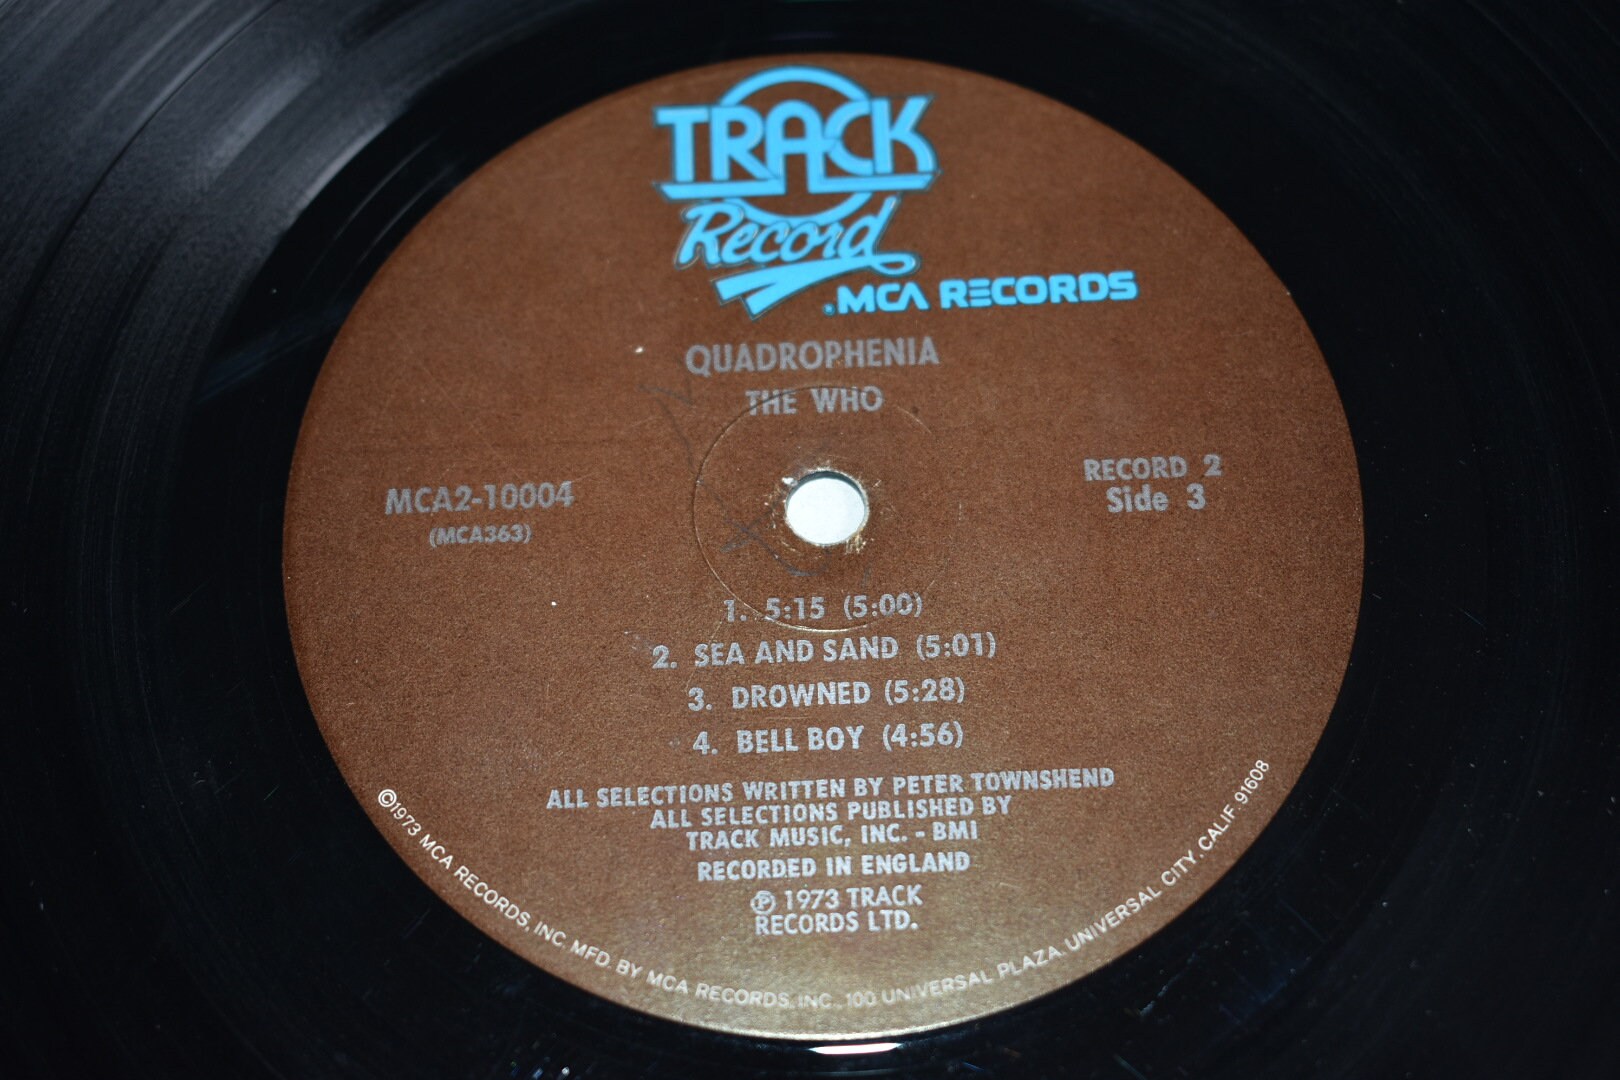 TRACK
Record
MCA RECORDS
QUADROPHENIA
THE WHO
MCA2-10004
(MCA363)
RECORD 2
Side 3
1. 5:15 (5:00)
2. SEA AND SAND (5:01)
3. DROWNED (5:28)
4. BELL BOY (4:56)
ALL SELECTIONS WRITTEN BY PETER TOWNSHEND
ALL SELECTIONS PUBLISHED BY
TRACK MUSIC, INC. - BMI
RECORDED IN ENGLAND
℗ 1973 TRACK
RECORDS LTD.
©1973 MCA RECORDS, INC. MFD. BY MCA RECORDS, INC., 100 UNIVERSAL PLAZA, UNIVERSAL CITY, CALIF. 91608